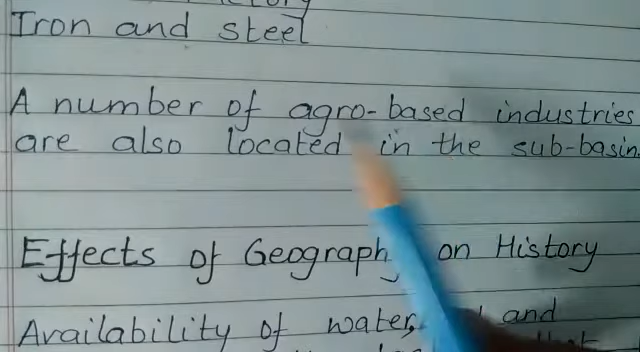 Iron and steel
A number of agro-based industries
are also located in the sub-basin
Effects of Geography on History
Availability of water, and